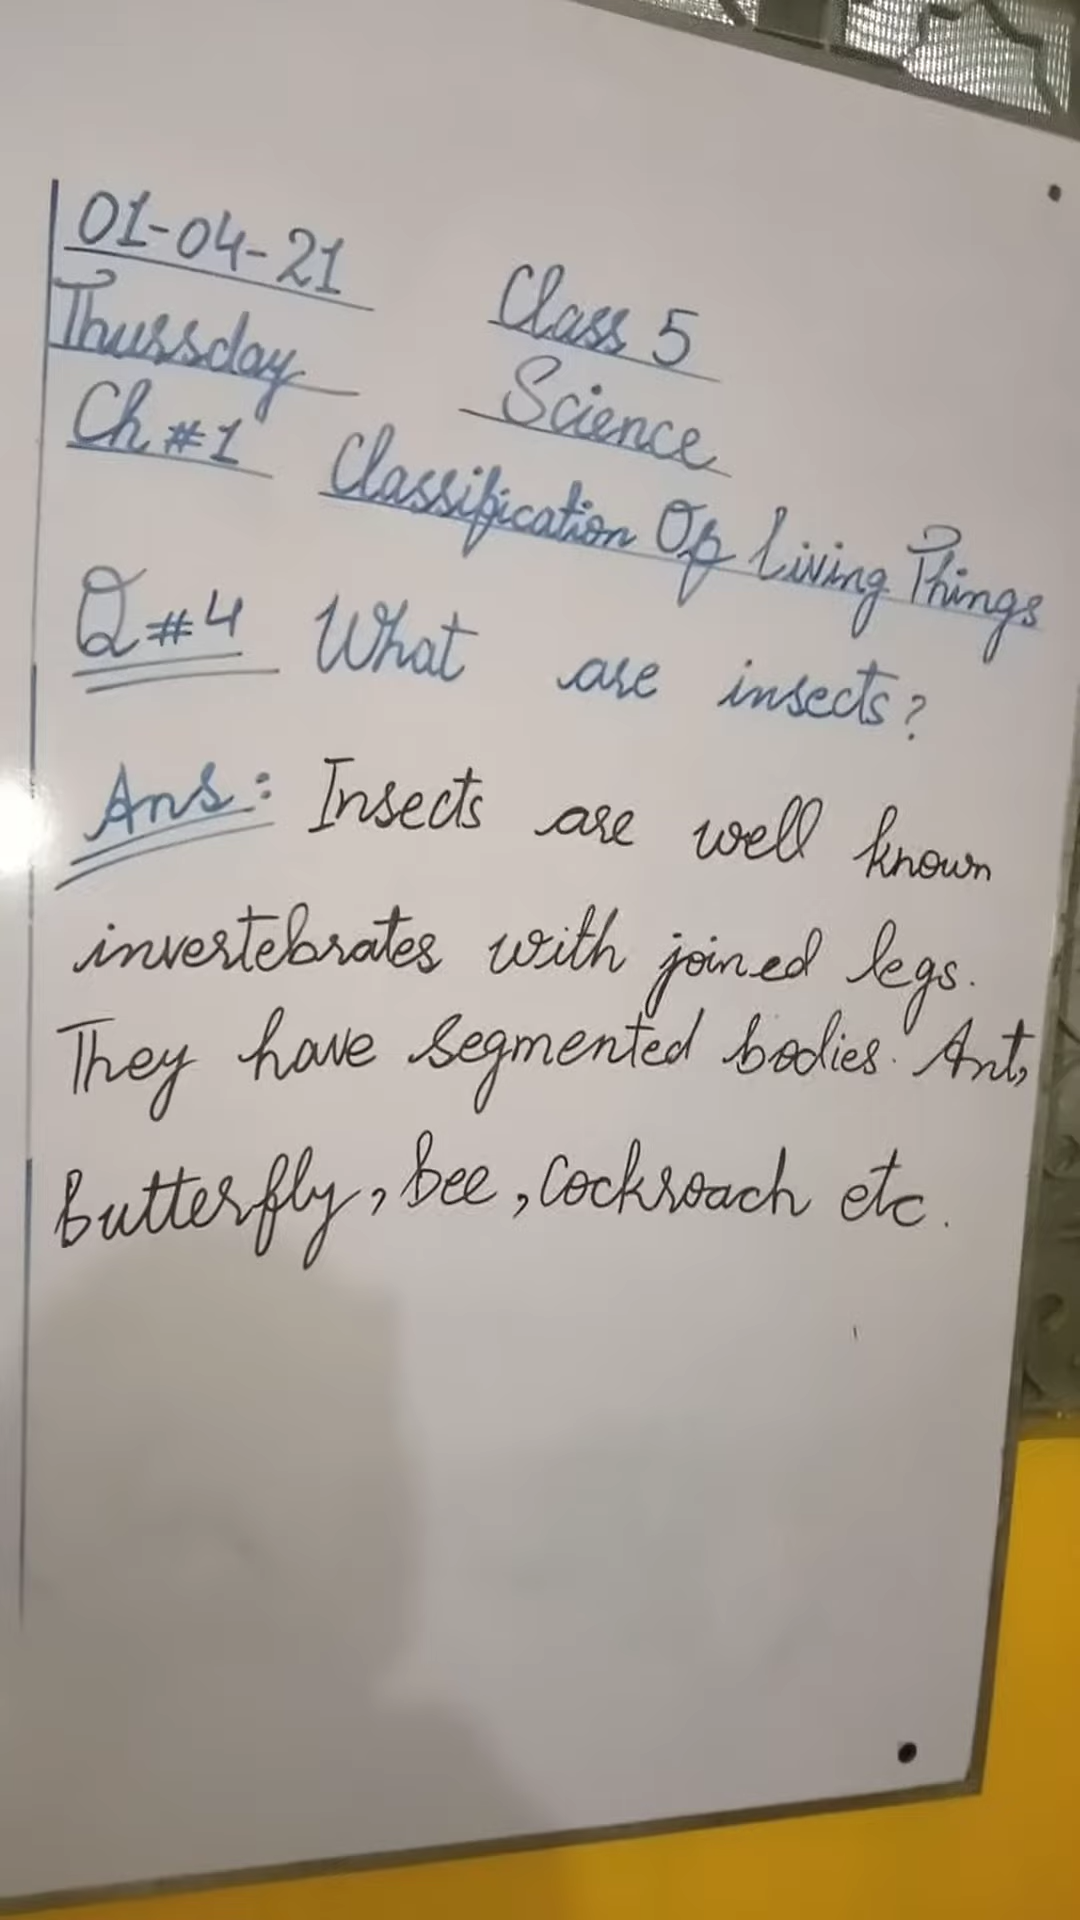 01-04-21
Class 5
Thursday
Science
Ch #1 Classification Of Living Things
Q #4 What are insects?
Ans: Insects are well known
invertebrates with joined legs.
They have segmented bodies. Ant,
butterfly, bee, cockroach etc.